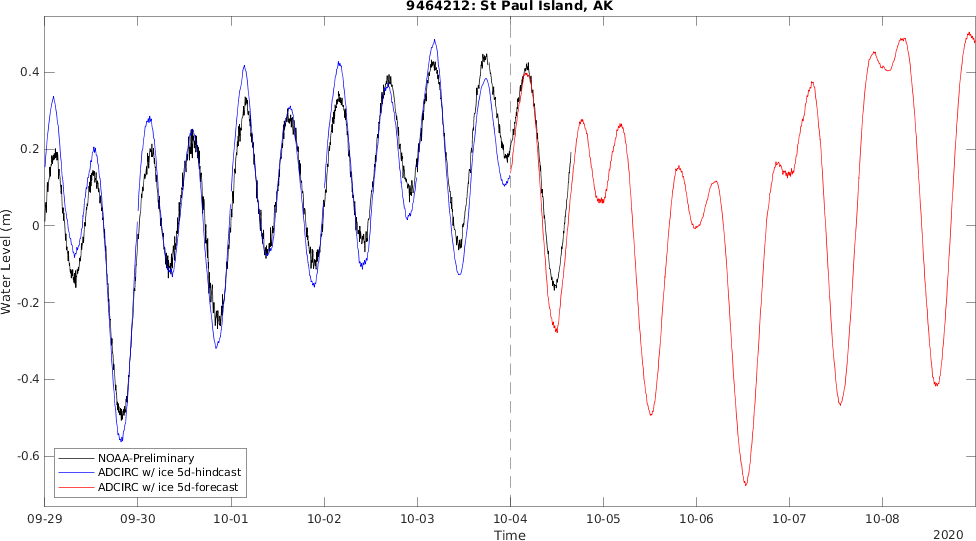 9464212: St Paul Island, AK
Water Level (m)
0.4
0.2
0
-0.2
-0.4
-0.6
NOAA-Preliminary
ADCIRC w/ ice 5d-hindcast
ADCIRC w/ ice 5d-forecast
09-29 09-30 10-01 10-02 10-03 10-04 10-05 10-06 10-07 10-08
Time
2020